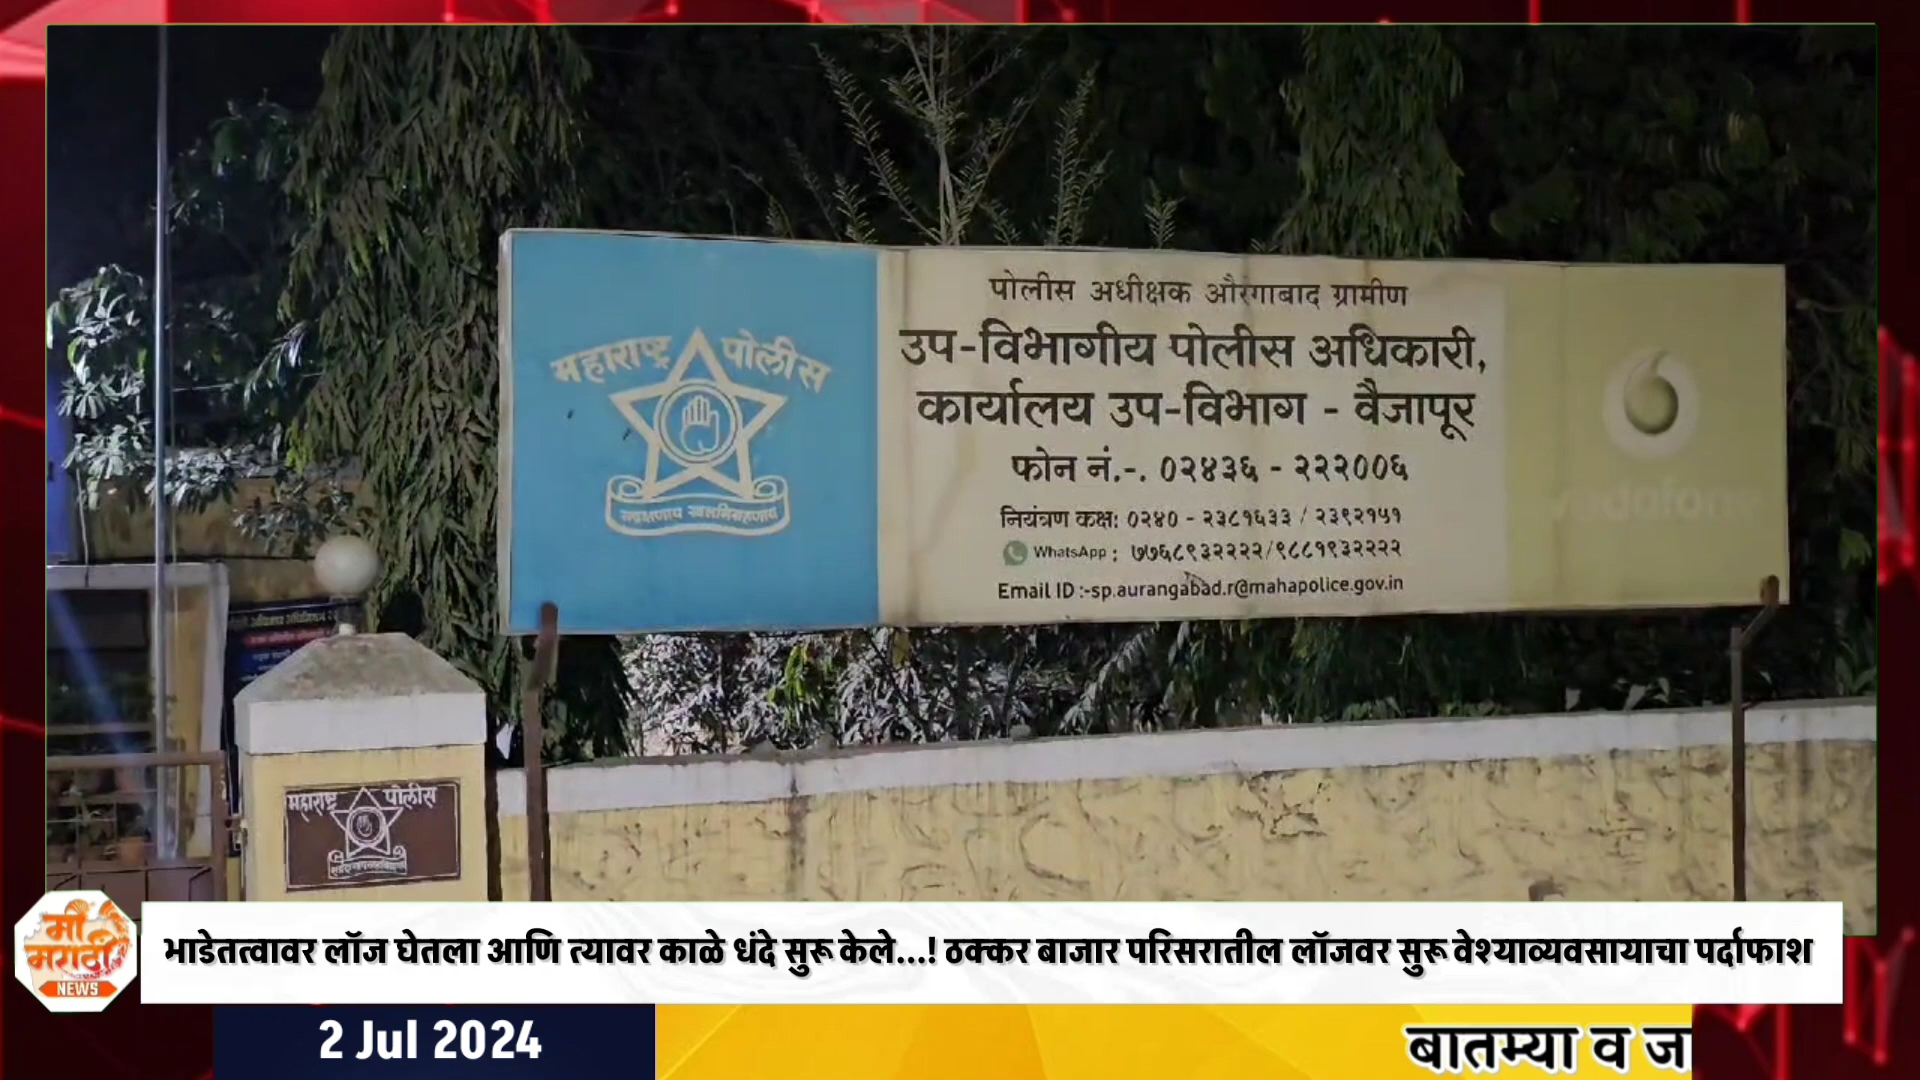 पोलीस अधीक्षक औरंगाबाद ग्रामीण
महाराष्ट्र पोलीस
उप-विभागीय पोलीस अधिकारी,
कार्यालय उप-विभाग - वैजापूर
फोन नं.-. ०२४३६ - २२२००६
नियंत्रण कक्ष: ०२४० - २३८१६३३ / २३९२१५१
WhatsApp : ७७६८९३२२२२/९८८१९३२२२२
Email ID :-sp.aurangabad.r@mahapolice.gov.in
vodafone
महाराष्ट्र पोलीस
मी मराठी NEWS
भाडेतत्वावर लॉज घेतला आणि त्यावर काळे धंदे सुरू केले...! ठक्कर बाजार परिसरातील लॉजवर सुरू वेश्याव्यवसायाचा पर्दाफाश
2 Jul 2024
बातम्या व ज